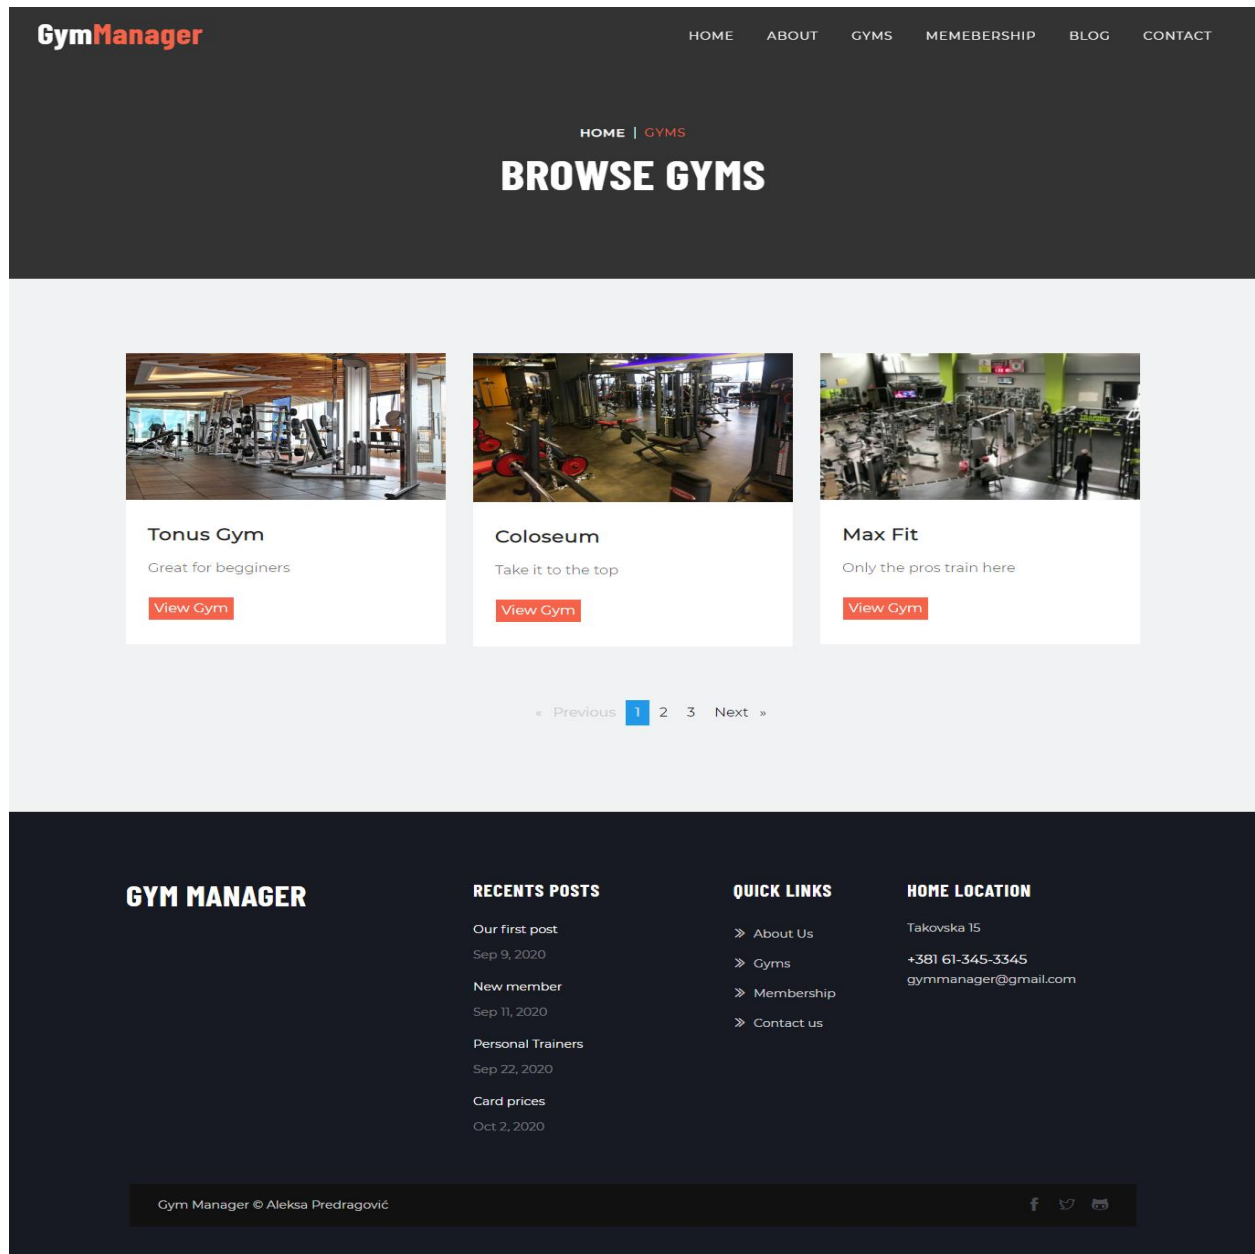 GymManager
HOME ABOUT GYMS MEMEBERSHIP BLOG CONTACT
HOME | GYMS
BROWSE GYMS
Tonus Gym
Great for begginers
View Gym
Coloseum
Take it to the top
View Gym
Max Fit
Only the pros train here
View Gym
« Previous 1 2 3 Next »
GYM MANAGER
RECENTS POSTS
Our first post
Sep 9, 2020
New member
Sep 11, 2020
Personal Trainers
Sep 22, 2020
Card prices
Oct 2, 2020
QUICK LINKS
About Us
Gyms
Membership
Contact us
HOME LOCATION
Takovska 15
+381 61-345-3345
gymmanager@gmail.com
Gym Manager © Aleksa Predragović